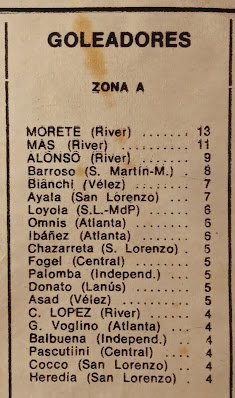 GOLEADORES
ZONA A
MORETE (River) ....... 13
MAS (River) ........... 11
ALONSO (River) ....... 9
Barroso (S. Martín-M.) . 8
Bianchi (Vélez) ....... 7
Ayala (San Lorenzo) ... 7
Loyola (S.L.-MdP) ..... 6
Omnis (Atlanta) ....... 6
Ibáñez (Atlanta) ...... 6
Chazarreta (S. Lorenzo) . 5
Fogel (Central) ....... 5
Palomba (Independ.) ... 5
Donato (Lanús) ....... 5
Asad (Vélez) ......... 5
C. LOPEZ (River) ..... 4
G. Voglino (Atlanta) ... 4
Balbuena (Independ.) .. 4
Pascutiini (Central) .... 4
Cocco (San Lorenzo) .. 4
Heredia (San Lorenzo) . 4